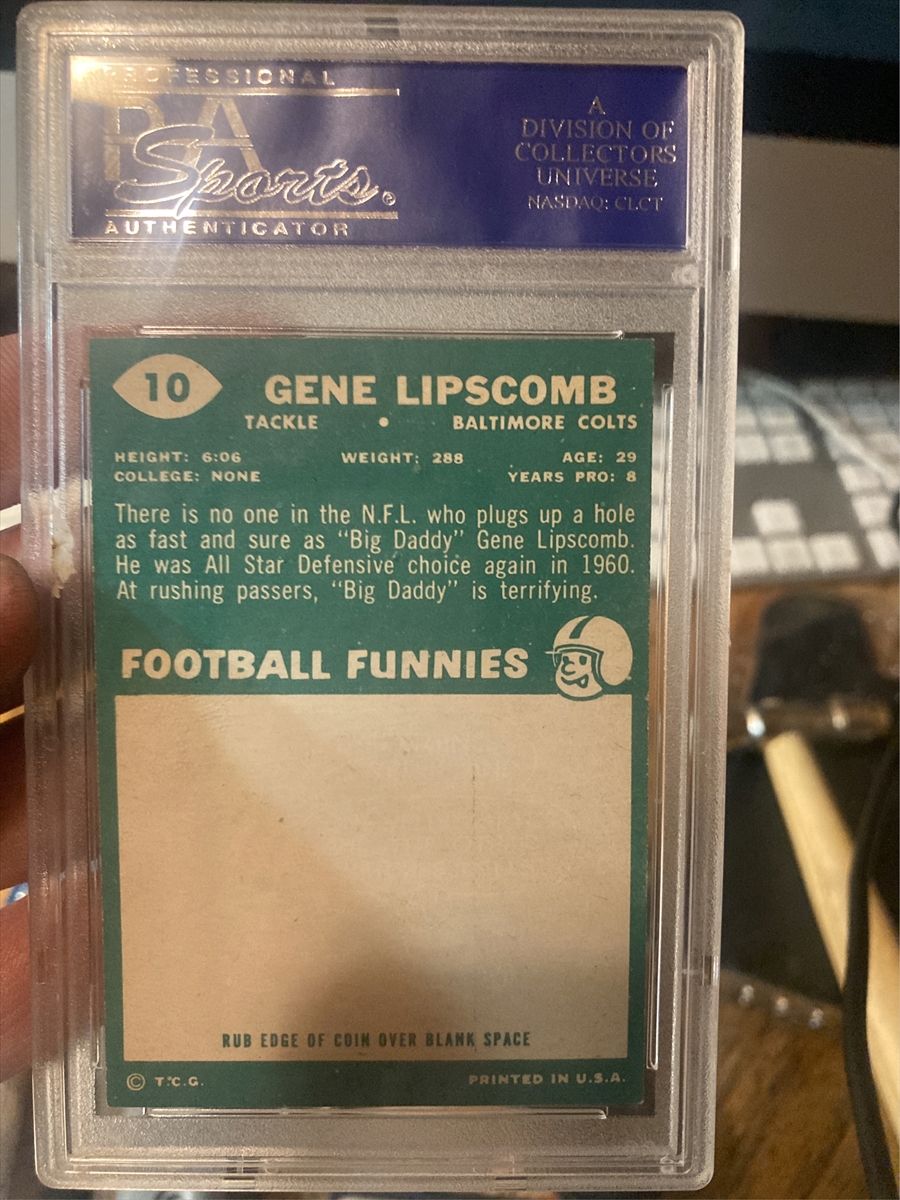 PROFESSIONAL
PSA
Sports®
AUTHENTICATOR
A
DIVISION OF
COLLECTORS
UNIVERSE
NASDAQ: CLCT
10
GENE LIPSCOMB
TACKLE • BALTIMORE COLTS
HEIGHT: 6:06 WEIGHT: 288 AGE: 29
COLLEGE: NONE YEARS PRO: 8
There is no one in the N.F.L. who plugs up a hole
as fast and sure as "Big Daddy" Gene Lipscomb.
He was All Star Defensive choice again in 1960.
At rushing passers, "Big Daddy" is terrifying.
FOOTBALL FUNNIES
RUB EDGE OF COIN OVER BLANK SPACE
© T.C.G. PRINTED IN U.S.A.